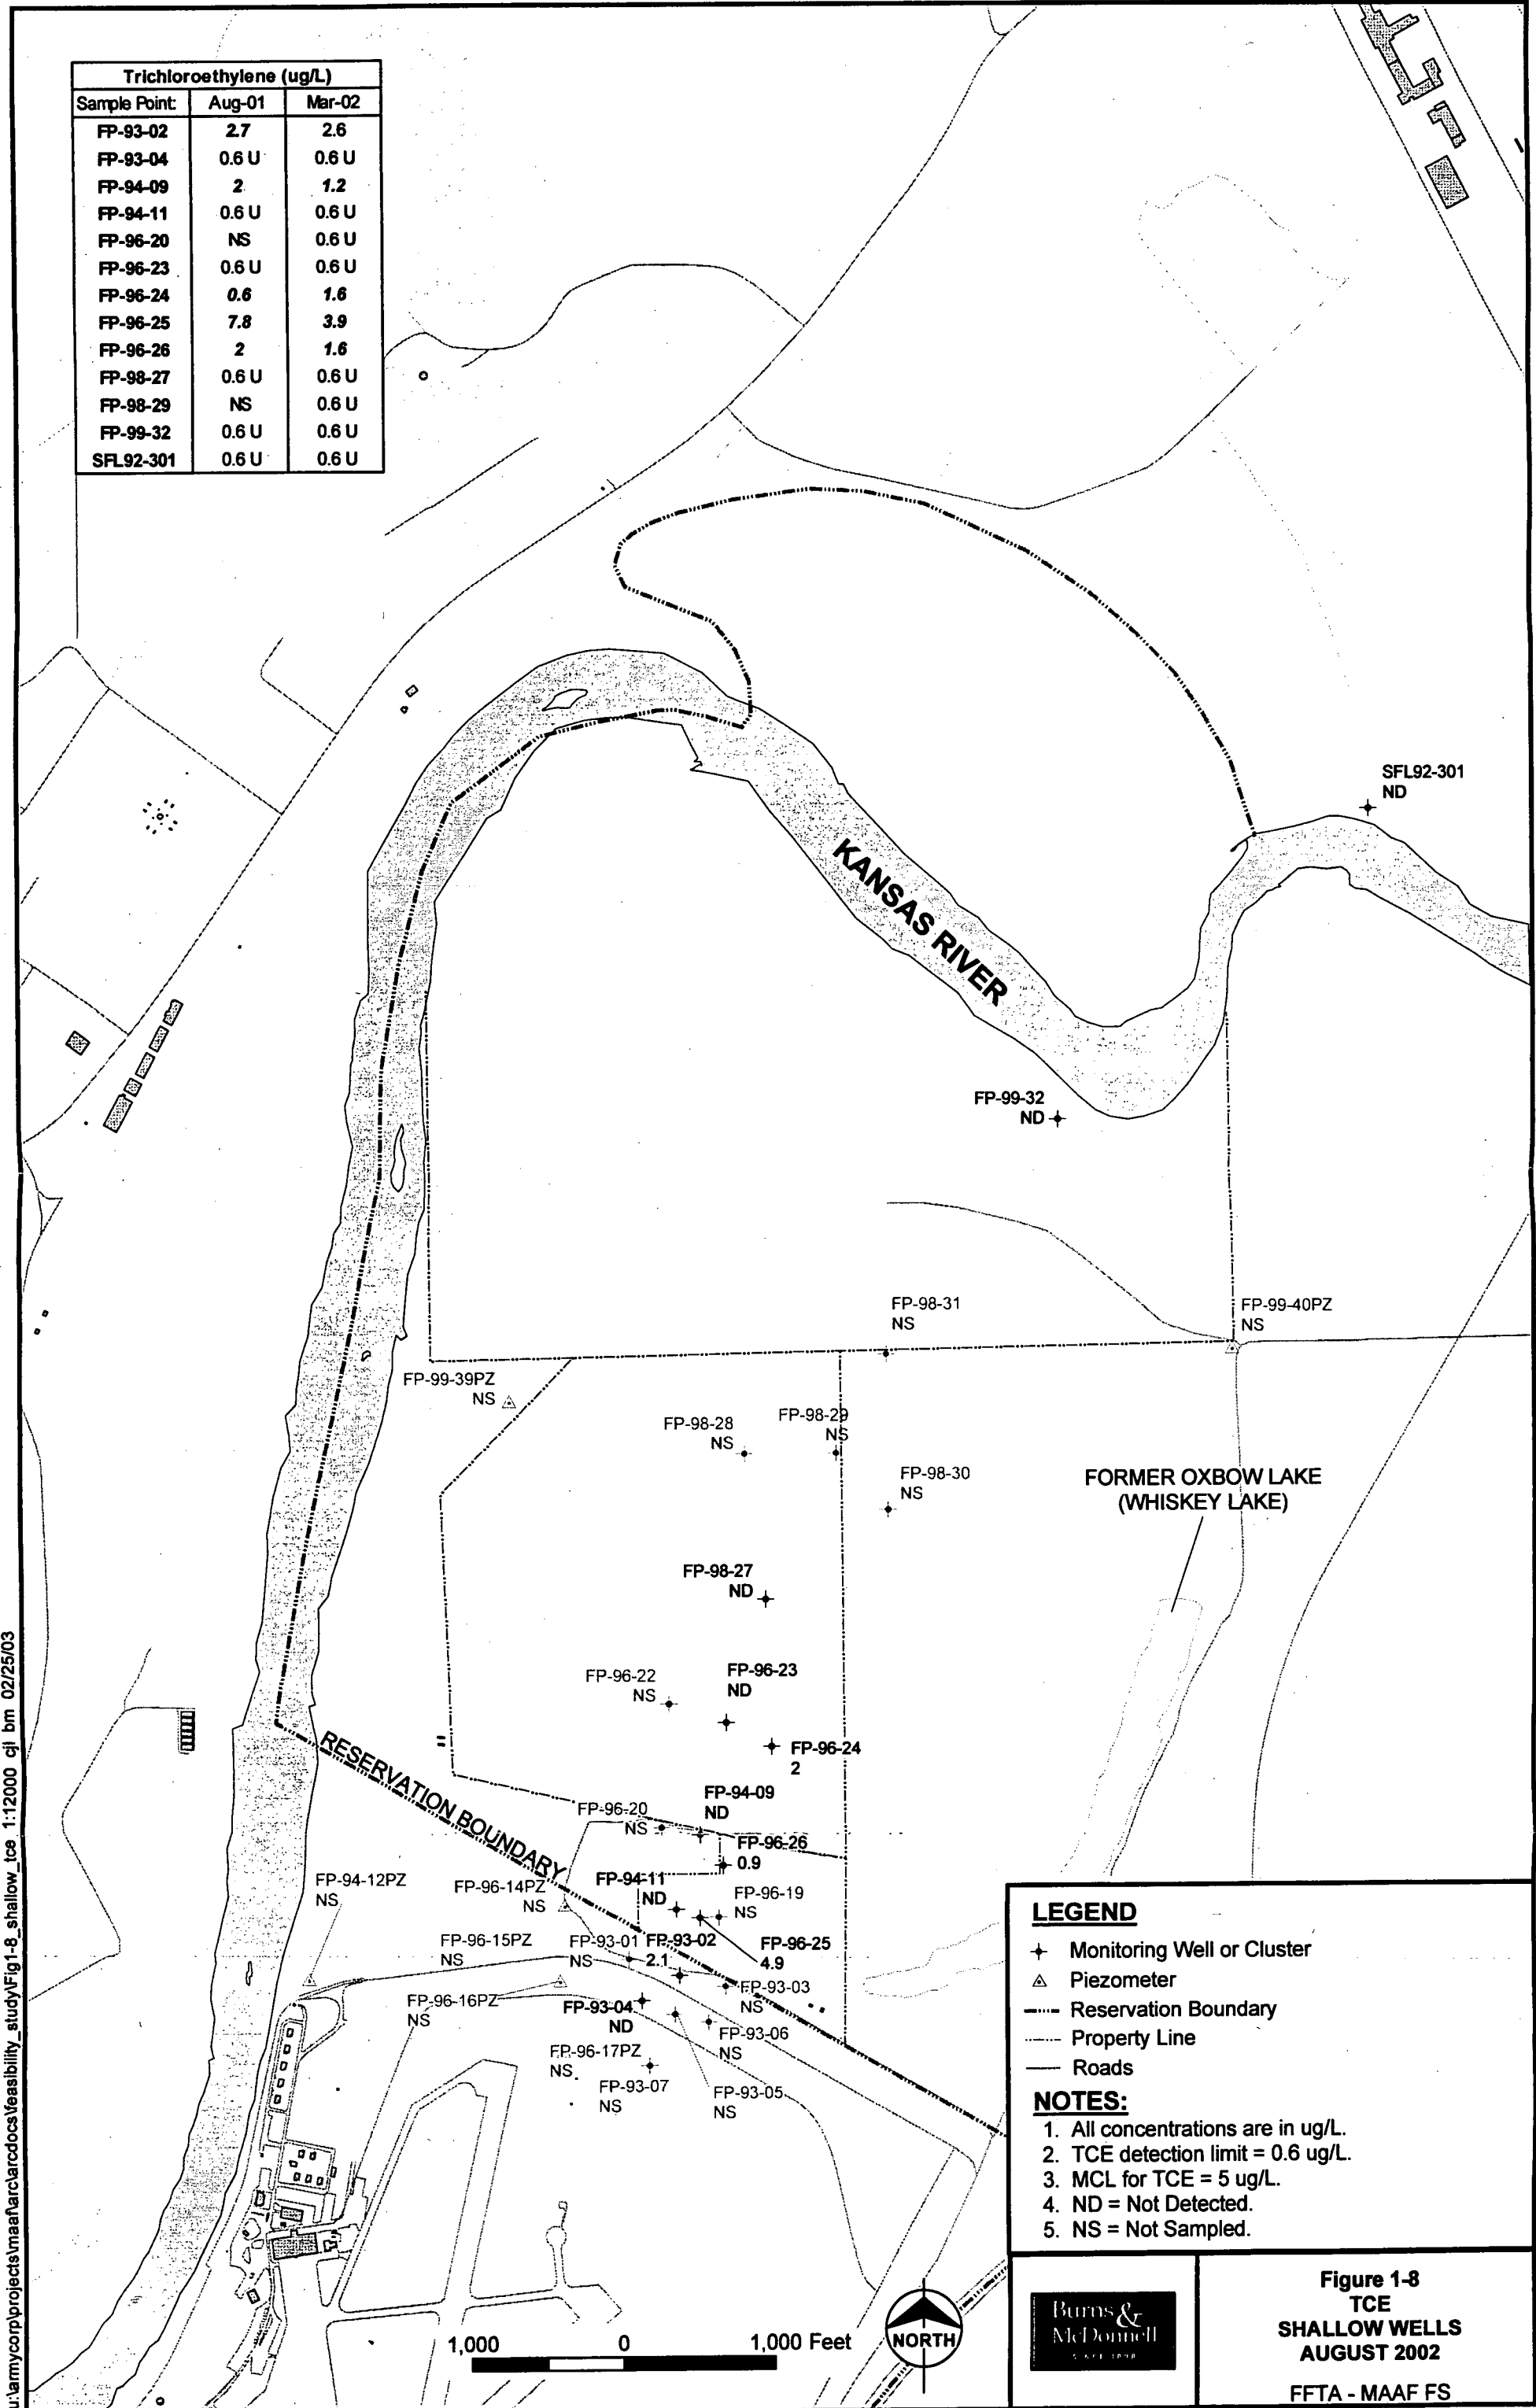 Trichloroethylene (ug/L)
Sample Point: Aug-01 Mar-02
FP-93-02 2.7 2.6
FP-93-04 0.6 U 0.6 U
FP-94-09 2 1.2
FP-94-11 0.6 U 0.6 U
FP-96-20 NS 0.6 U
FP-96-23 0.6 U 0.6 U
FP-96-24 0.6 1.6
FP-96-25 7.8 3.9
FP-96-26 2 1.6
FP-98-27 0.6 U 0.6 U
FP-98-29 NS 0.6 U
FP-99-32 0.6 U 0.6 U
SFL92-301 0.6 U 0.6 U
SFL92-301
ND
KANSAS RIVER
FP-99-32
ND
FP-98-31
NS
FP-99-40PZ
NS
FP-99-39PZ
NS
FP-98-28
NS
FP-98-29
NS
FP-98-30
NS
FORMER OXBOW LAKE
(WHISKEY LAKE)
FP-98-27
ND
FP-96-22
NS
FP-96-23
ND
FP-96-24
2
RESERVATION BOUNDARY
FP-94-09
ND
FP-96-20
NS
FP-96-26
0.9
FP-94-12PZ
NS
FP-96-14PZ
NS
FP-94-11
ND
FP-96-19
NS
FP-96-15PZ
NS
FP-93-01
NS
FP-93-02
2.1
FP-96-25
4.9
FP-93-03
NS
FP-96-16PZ
NS
FP-93-04
ND
FP-93-06
NS
FP-96-17PZ
NS
FP-93-07
NS
FP-93-05
NS
LEGEND
Monitoring Well or Cluster
Piezometer
Reservation Boundary
Property Line
Roads
NOTES:
1. All concentrations are in ug/L.
2. TCE detection limit = 0.6 ug/L.
3. MCL for TCE = 5 ug/L.
4. ND = Not Detected.
5. NS = Not Sampled.
1,000 0 1,000 Feet
NORTH
Burns &
McDonnell
SINCE 1898
Figure 1-8
TCE
SHALLOW WELLS
AUGUST 2002
FFTA - MAAF FS
u:\armycorp\projects\maaf\arc\arcdocs\feasibility_study\Fig1-8_shallow_tce 1:12000 cjl bm 02/25/03